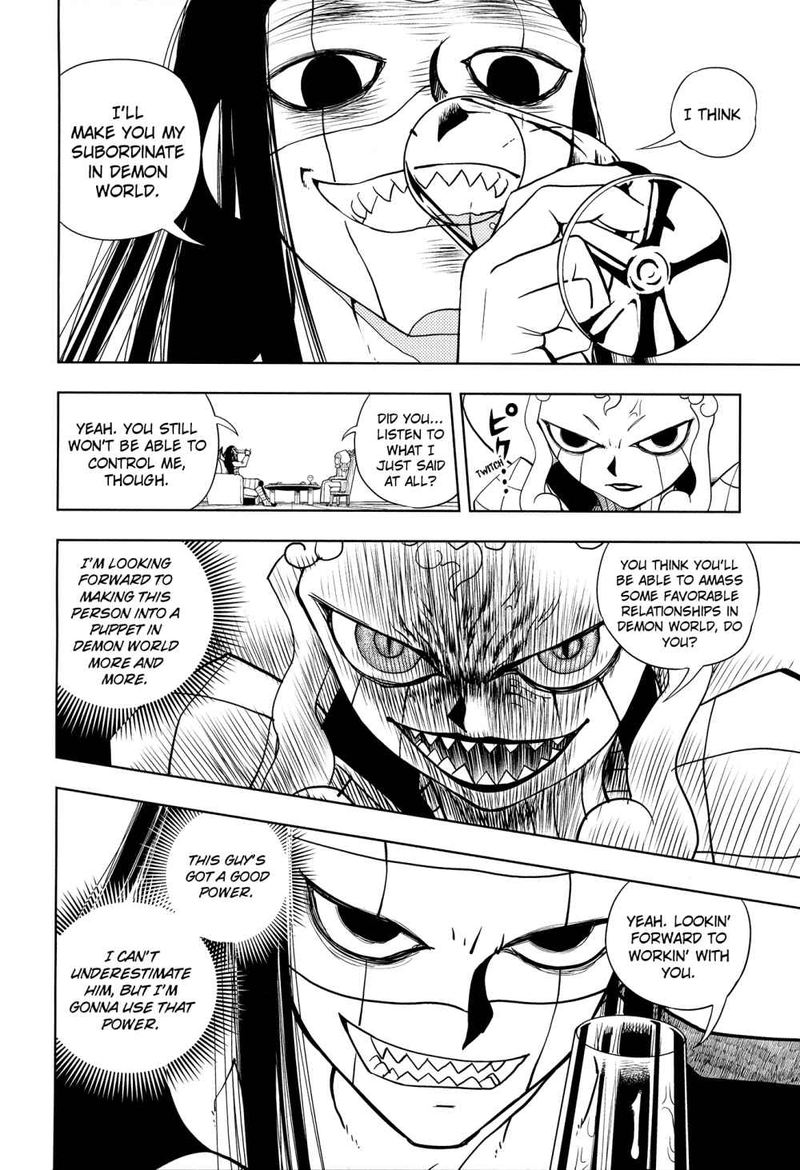 I THINK
I'LL
MAKE YOU MY
SUBORDINATE
IN DEMON
WORLD.
ピク
TWITCH
DID YOU...
LISTEN TO
WHAT I
JUST SAID
AT ALL?
YEAH. YOU STILL
WON'T BE ABLE TO
CONTROL ME,
THOUGH.
YOU THINK YOU'LL
BE ABLE TO AMASS
SOME FAVORABLE
RELATIONSHIPS IN
DEMON WORLD, DO
YOU?
I'M LOOKING
FORWARD TO
MAKING THIS
PERSON INTO A
PUPPET IN
DEMON WORLD
MORE AND
MORE.
YEAH. LOOKIN'
FORWARD TO
WORKIN' WITH
YOU.
THIS GUY'S
GOT A GOOD
POWER.
I CAN'T
UNDERESTIMATE
HIM, BUT I'M
GONNA USE THAT
POWER.